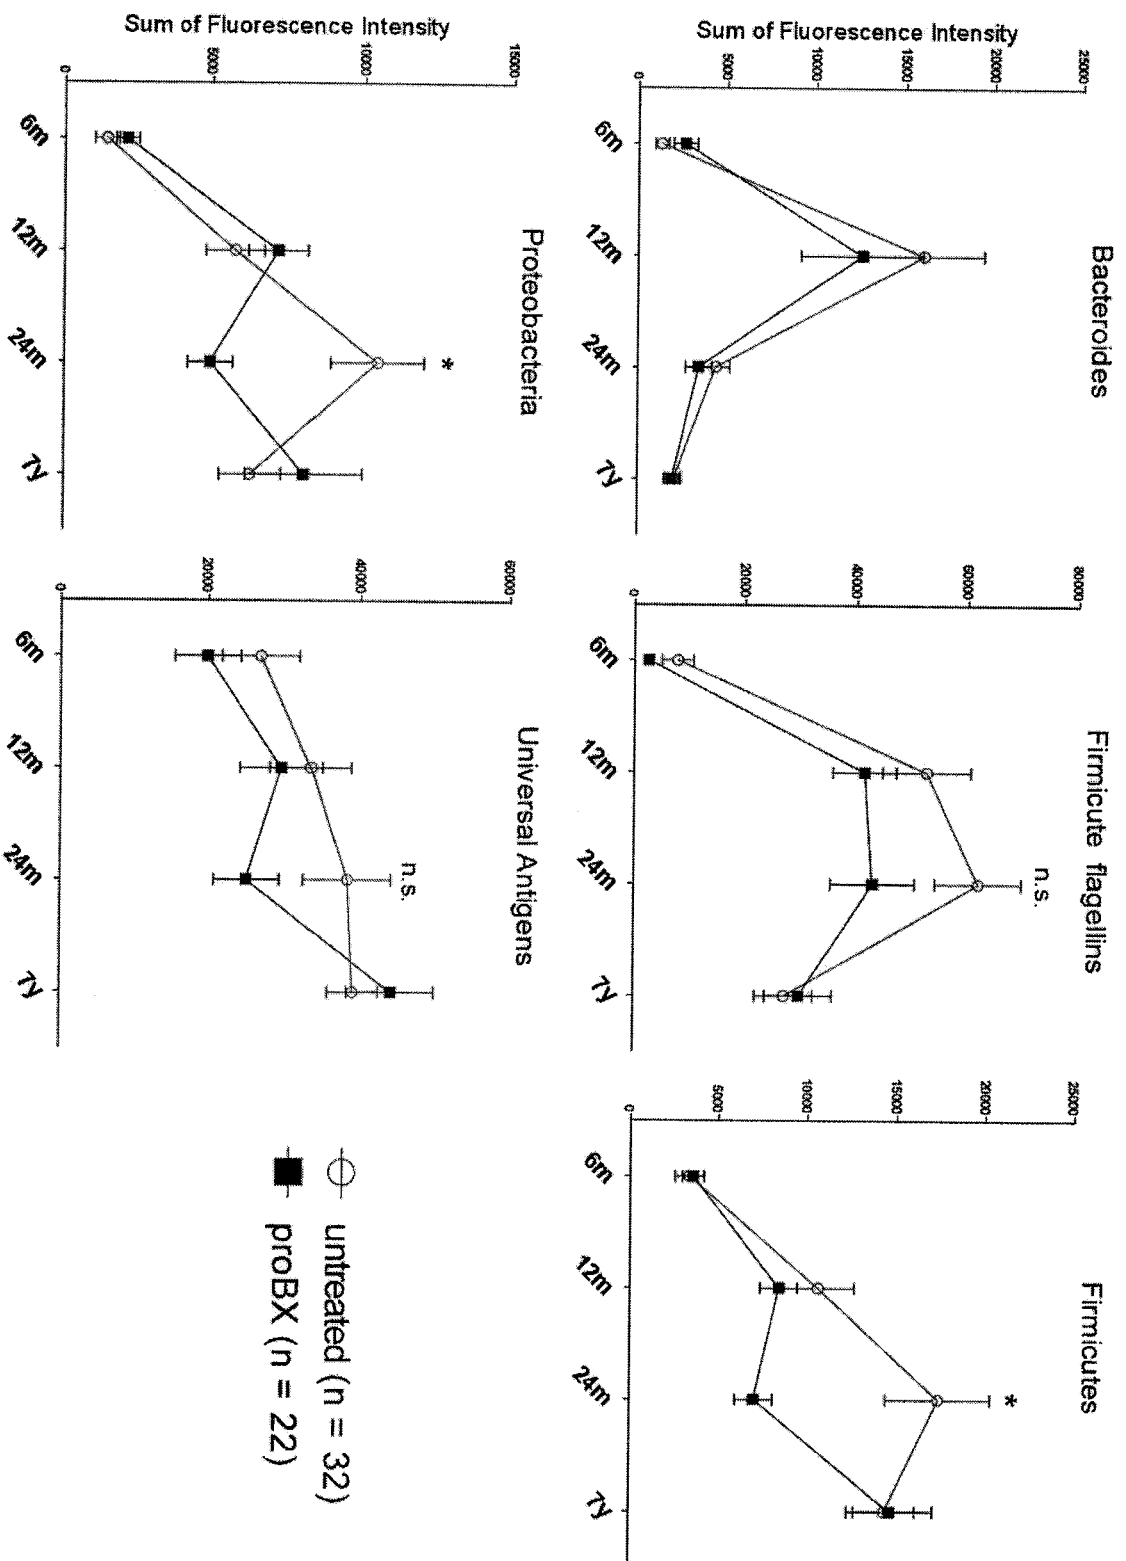 Bacteroides
Sum of Fluorescence Intensity
25000
20000
15000
10000
5000
0
6m
12m
24m
7y
Firmicute flagellins
80000
60000
40000
20000
0
n.s.
6m
12m
24m
7y
Firmicutes
25000
20000
15000
10000
5000
0
*
6m
12m
24m
7y
Proteobacteria
Sum of Fluorescence Intensity
15000
10000
5000
0
*
6m
12m
24m
7y
Universal Antigens
60000
40000
20000
0
n.s.
6m
12m
24m
7y
untreated (n = 32)
proBX (n = 22)